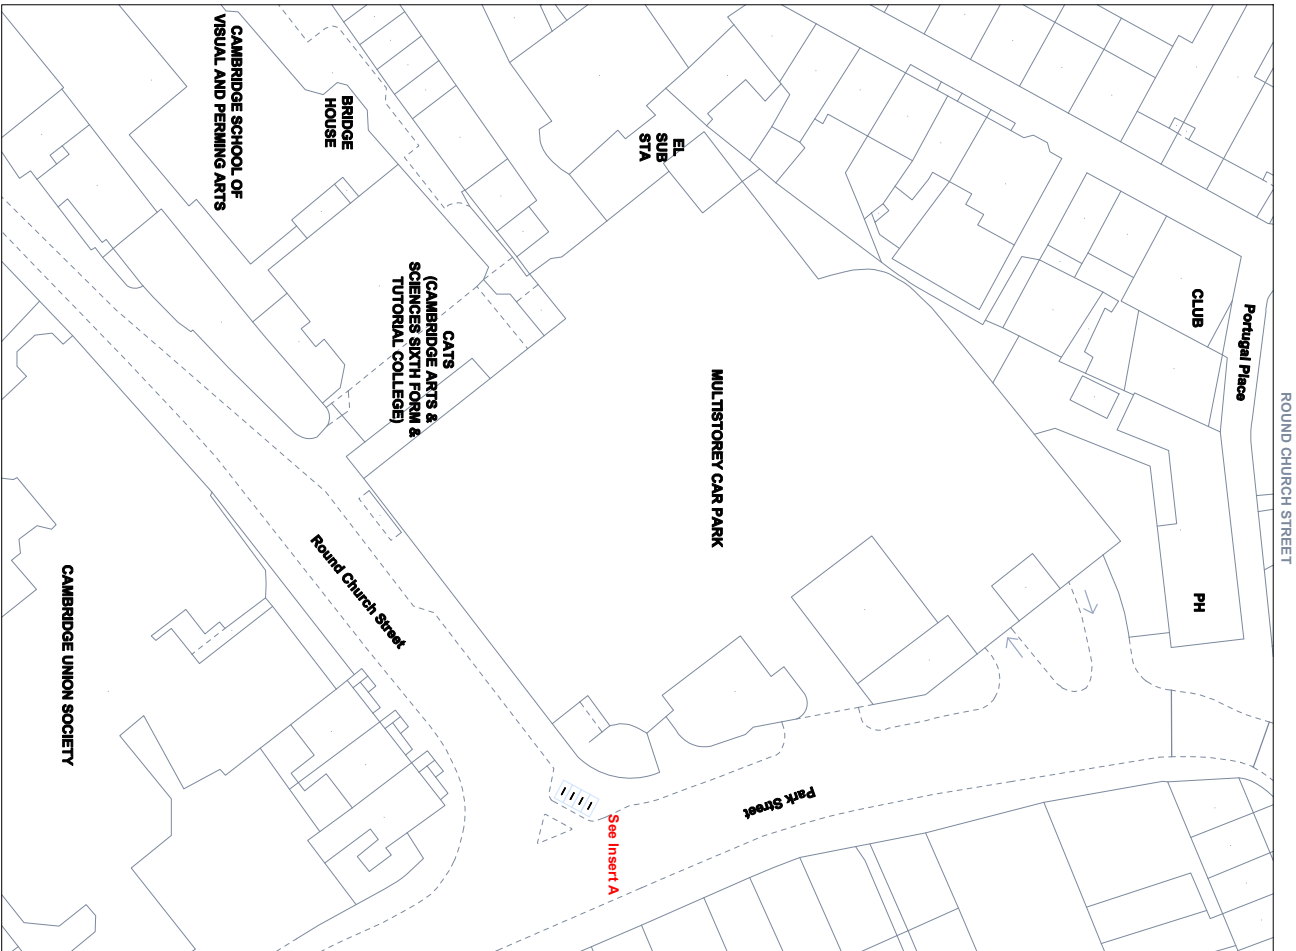 ROUND CHURCH STREET
Portugal Place
CLUB
PH
MULTISTOREY CAR PARK
EL
SUB
STA
Park Street
See Insert A
CATS
(CAMBRIDGE ARTS &
SCIENCES SIXTH FORM &
TUTORIAL COLLEGE)
BRIDGE
HOUSE
Round Church Street
CAMBRIDGE SCHOOL OF
VISUAL AND PERMING ARTS
CAMBRIDGE UNION SOCIETY